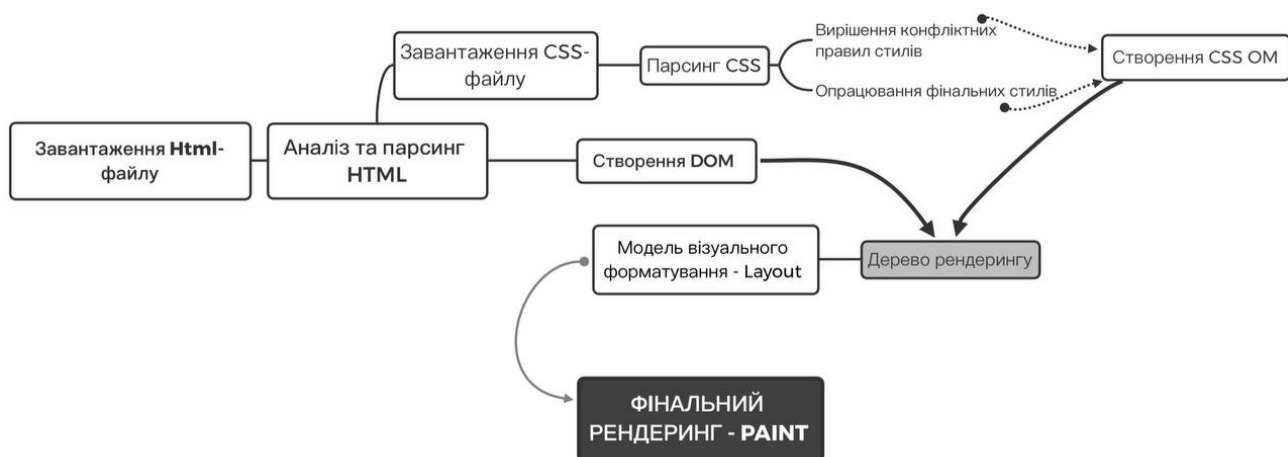 Завантаження CSS-
файлу
Парсинг CSS
Вирішення конфліктних
правил стилів
Опрацювання фінальних стилів
Створення CSS OM
Завантаження Html-
файлу
Аналіз та парсинг
HTML
Створення DOM
Модель візуального
форматування - Layout
Дерево рендерингу
ФІНАЛЬНИЙ
РЕНДЕРИНГ - PAINT